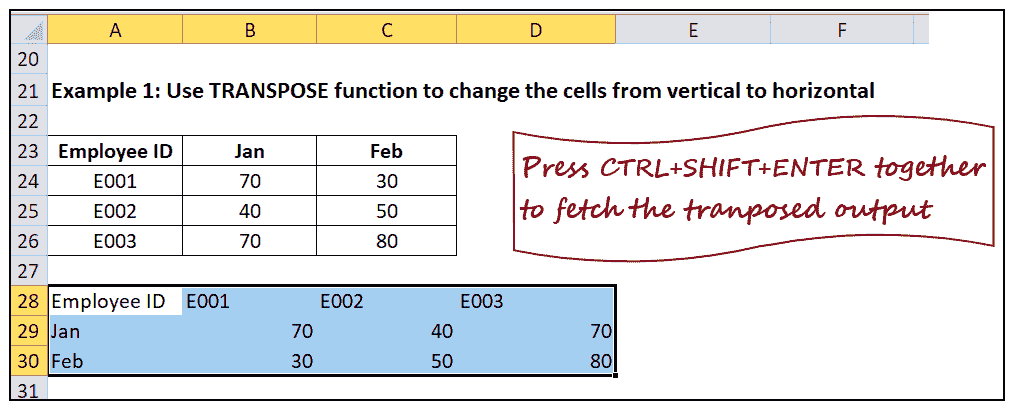 A B C D E F
20
21 Example 1: Use TRANSPOSE function to change the cells from vertical to horizontal
22
23 Employee ID Jan Feb
24 E001 70 30
25 E002 40 50
26 E003 70 80
Press CTRL+SHIFT+ENTER together
to fetch the tranposed output
27
28 Employee ID E001 E002 E003
29 Jan 70 40 70
30 Feb 30 50 80
31